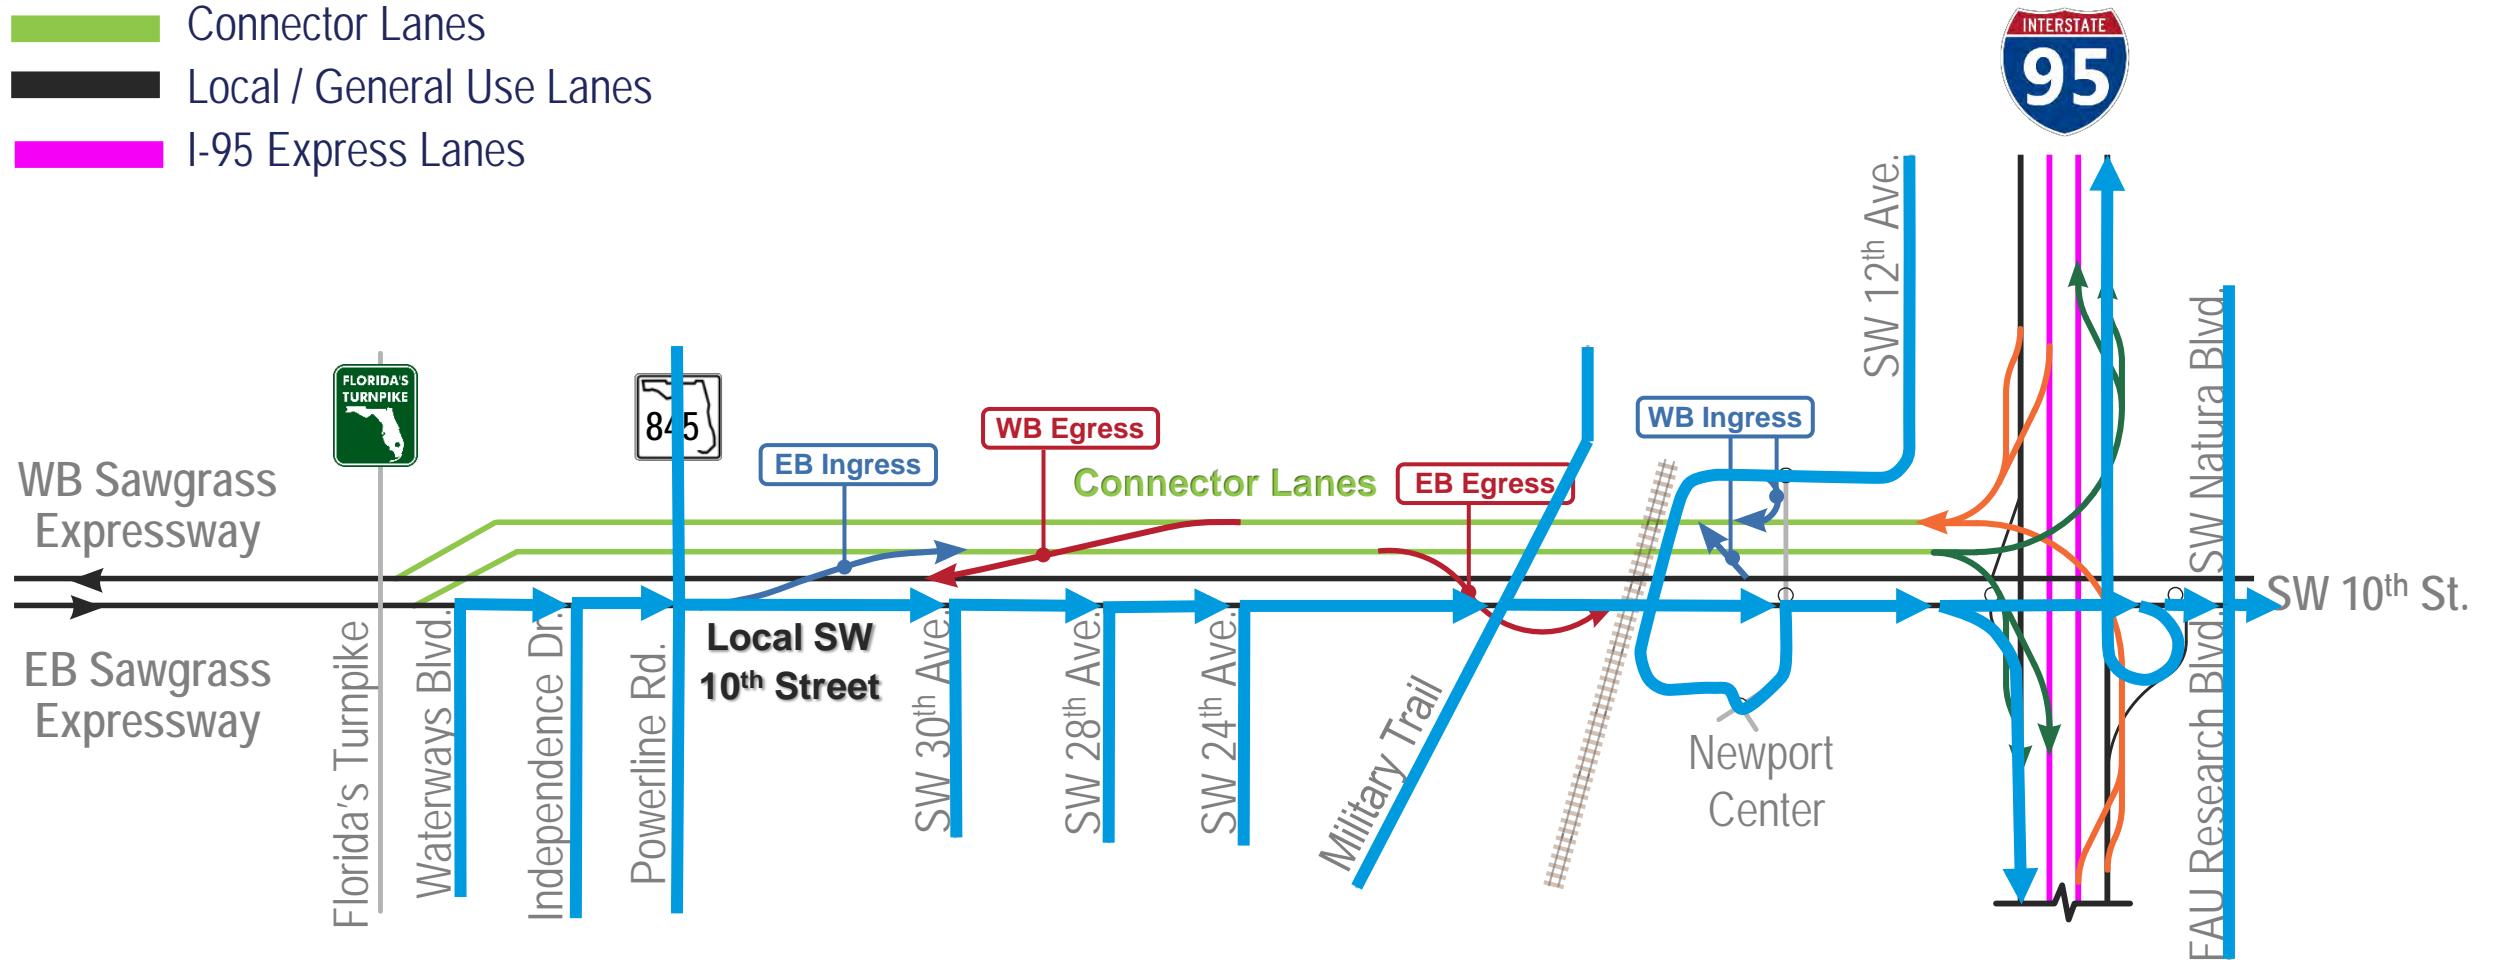 Connector Lanes
Local / General Use Lanes
I-95 Express Lanes
INTERSTATE
95
SW 12th Ave.
FLORIDA'S
TURNPIKE
845
WB Sawgrass
Expressway
EB Sawgrass
Expressway
EB Ingress
WB Egress
Connector Lanes
EB Egress
WB Ingress
SW 10th St.
Local SW
10th Street
Florida's Turnpike
Waterways Blvd.
Independence Dr.
Powerline Rd.
SW 30th Ave.
SW 28th Ave.
SW 24th Ave.
Military Trail
Newport
Center
SW Natura Blvd.
FAU Research Blvd.